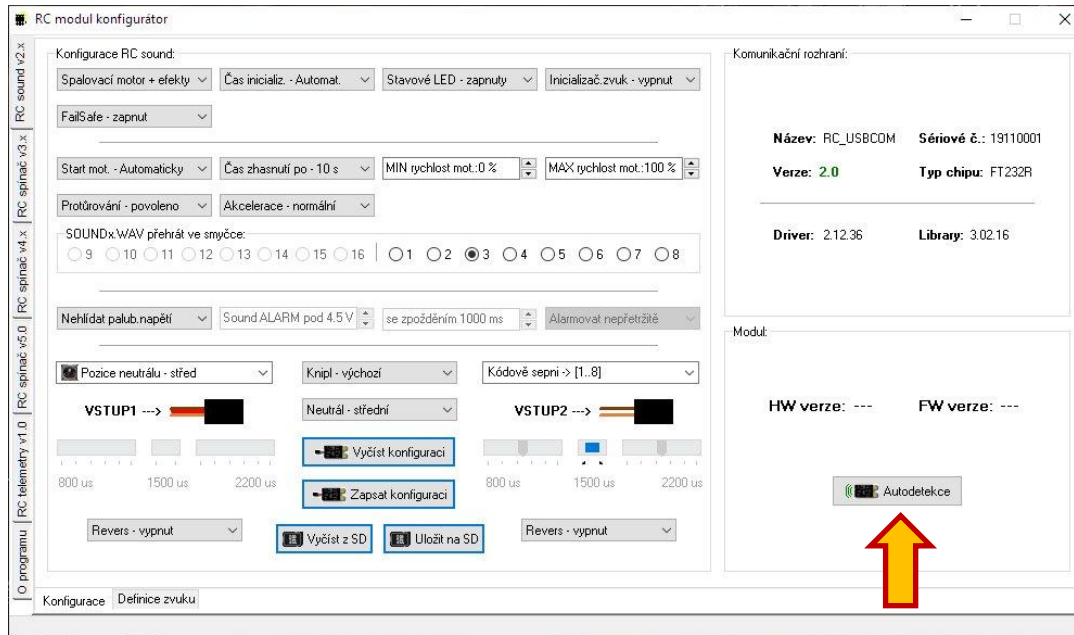 RC modul konfigurátor
RC sound v2.x
RC spínač v3.x
RC spínač v4.x
RC spínač v5.0
RC telemetry v1.0
O programu
Konfigurace RC sound:
Spalovací motor + efekty
Čas inicializ. - Automat.
Stavové LED - zapnuty
Inicializač.zvuk - vypnut
FailSafe - zapnut
Start mot. - Automaticky
Čas zhasnutí po - 10 s
MIN rychlost mot.:0 %
MAX rychlost mot.:100 %
Protůrování - povoleno
Akcelerace - normální
SOUNDx.WAV přehrát ve smyčce:
9 10 11 12 13 14 15 16 1 2 3 4 5 6 7 8
Nehlídat palub.napětí
Sound ALARM pod 4.5 V
se zpožděním 1000 ms
Alarmovat nepřetržitě
Pozice neutrálu - střed
Knipl - výchozí
Kódově sepni -> [1..8]
VSTUP1 --->
Neutrál - střední
VSTUP2 --->
Vyčíst konfiguraci
800 us 1500 us 2200 us
Zapsat konfiguraci
800 us 1500 us 2200 us
Revers - vypnut
Vyčíst z SD
Uložit na SD
Revers - vypnut
Konfigurace
Definice zvuku
Komunikační rozhraní:
Název: RC_USBCOM
Sériové č.: 19110001
Verze: 2.0
Typ chipu: FT232R
Driver: 2.12.36
Library: 3.02.16
Modul:
HW verze: ---
FW verze: ---
Autodetekce